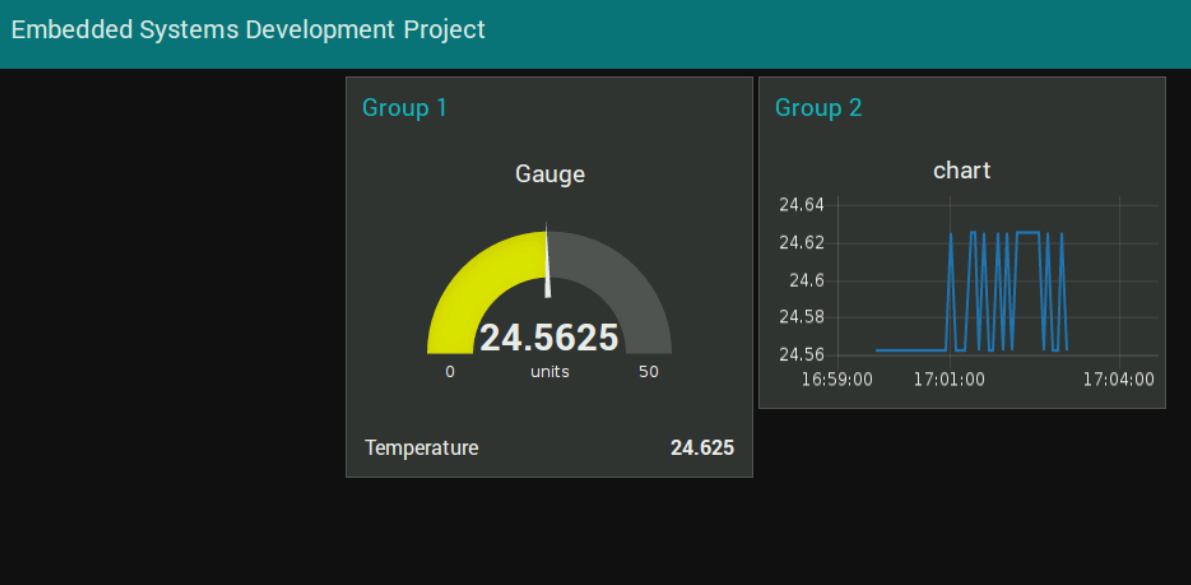 Embedded Systems Development Project
Group 1
Gauge
24.5625
0 units 50
Temperature 24.625
Group 2
chart
24.64
24.62
24.6
24.58
24.56
16:59:00 17:01:00 17:04:00